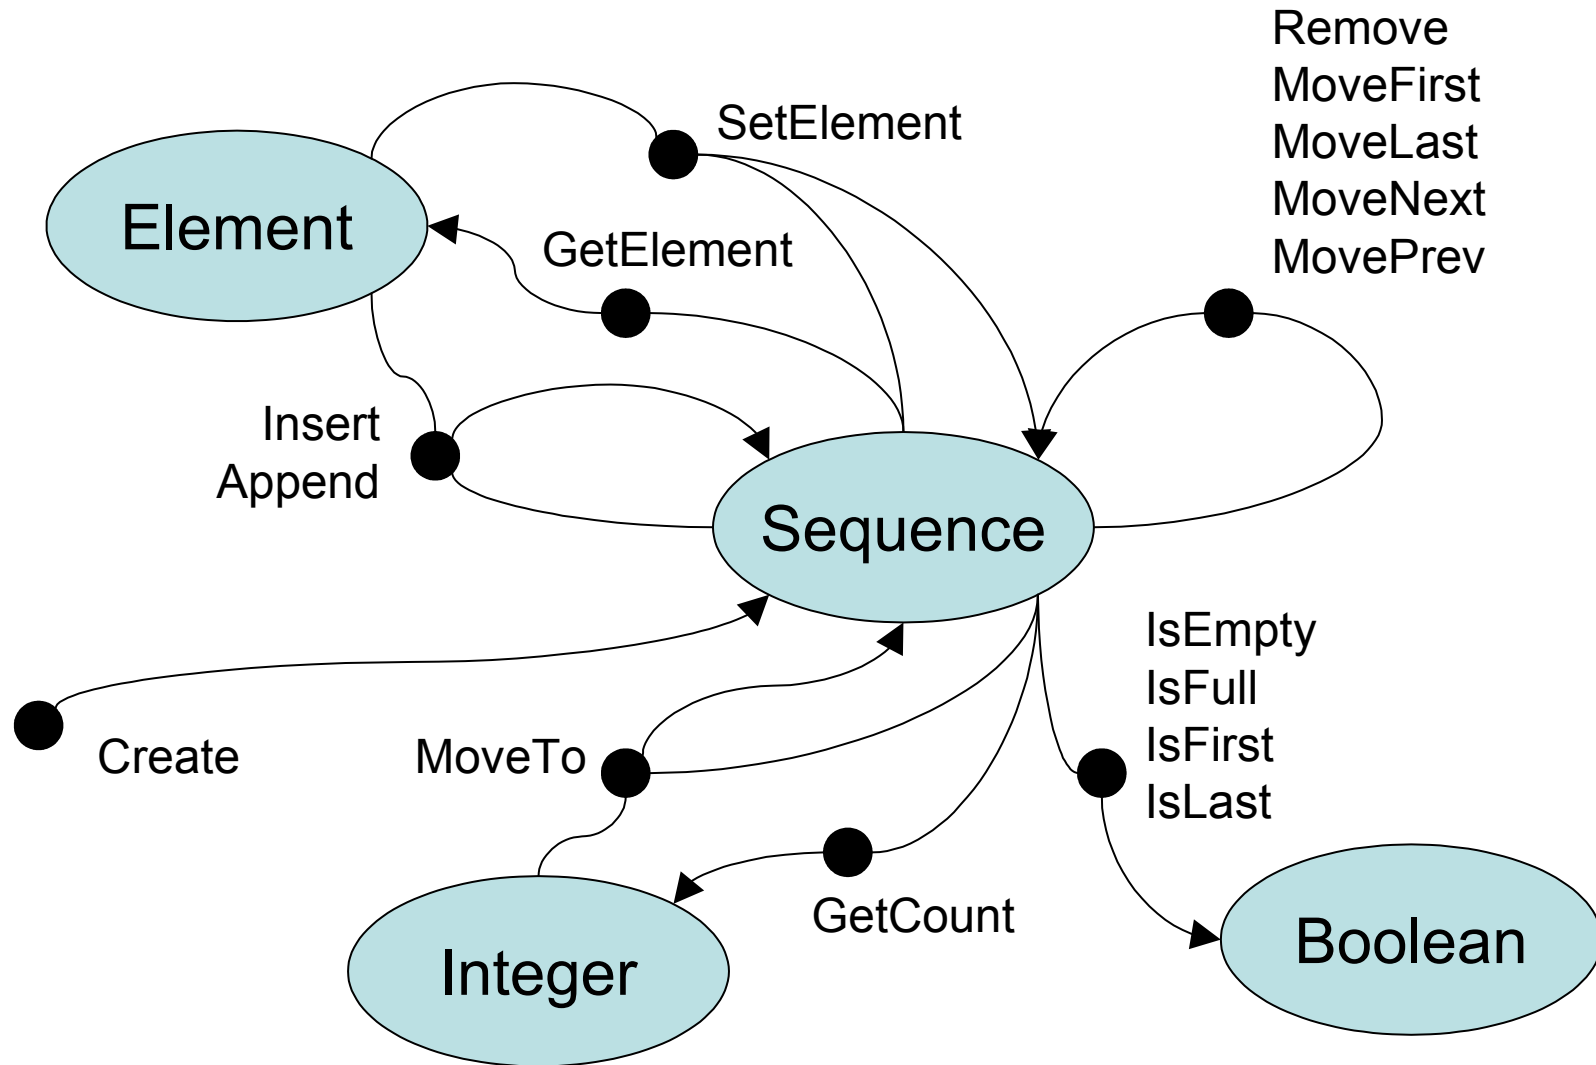 Remove
MoveFirst
MoveLast
MoveNext
MovePrev
SetElement
Element
GetElement
Insert
Append
Sequence
IsEmpty
IsFull
IsFirst
IsLast
Create
MoveTo
GetCount
Integer
Boolean